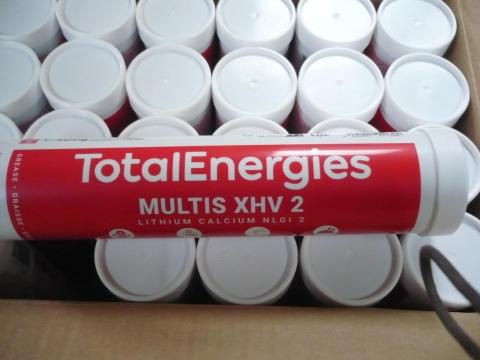 TotalEnergies
MULTIS XHV 2
LITHIUM CALCIUM NLGI 2
GREASE • GRAISSE •